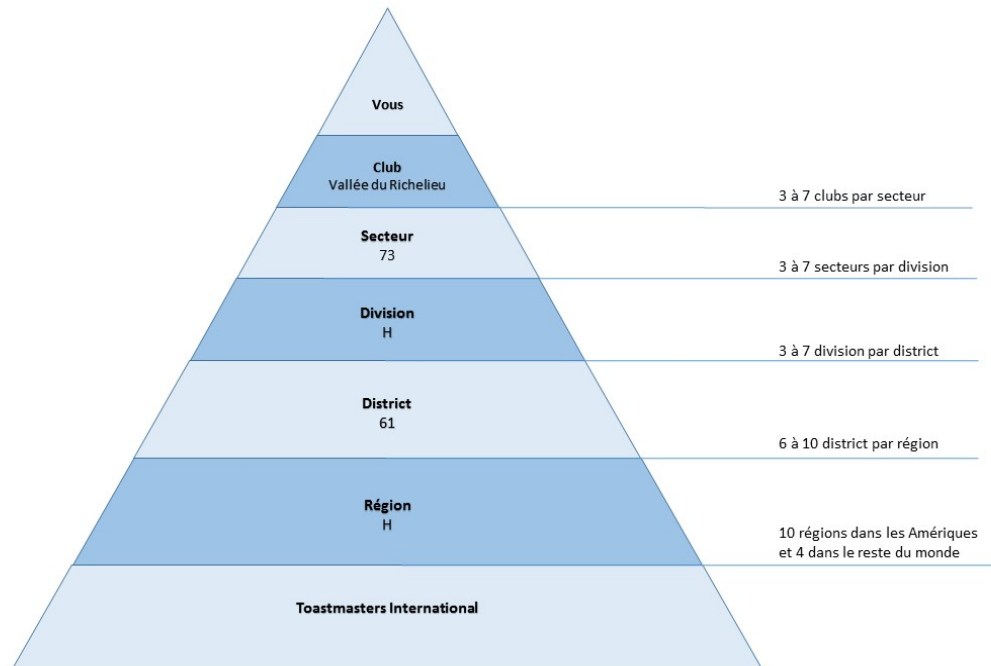 Vous
Club
Vallée du Richelieu
3 à 7 clubs par secteur
Secteur
73
3 à 7 secteurs par division
Division
H
3 à 7 division par district
District
61
6 à 10 district par région
Région
H
10 régions dans les Amériques
et 4 dans le reste du monde
Toastmasters International